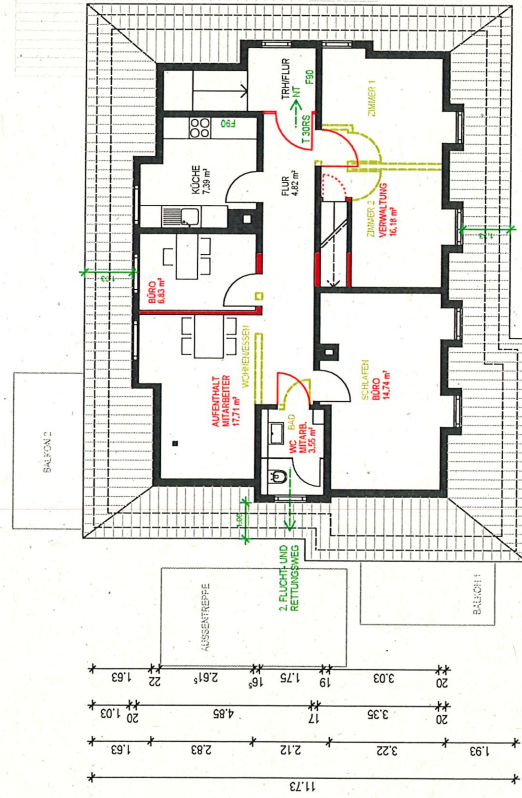 TRH/FLUR
NT
F90
T 30RS
ZIMMER 1
F90
KÜCHE
7,39 m²
FLUR
4.82 m²
ZIMMER 2
VERWALTUNG
16,18 m²
BÜRO
6.83 m²
AUFENTHALT
MITARBEITER
17,71 m²
WOHNEN/ESSEN
SCHLAFEN
BÜRO
14,74 m²
BAD
WC
MITARB.
3,55 m²
BALKON 2
2. FLUCHT- UND
RETTUNGSWEG
AUSSENTREPPE
BALKON 1
1.63 22 2.61⁵ 16⁵ 1.75 19 3.03 20
1.03 20 4.85 17 3.35 20
1.63 2.83 2.12 3.22 1.93
11.73